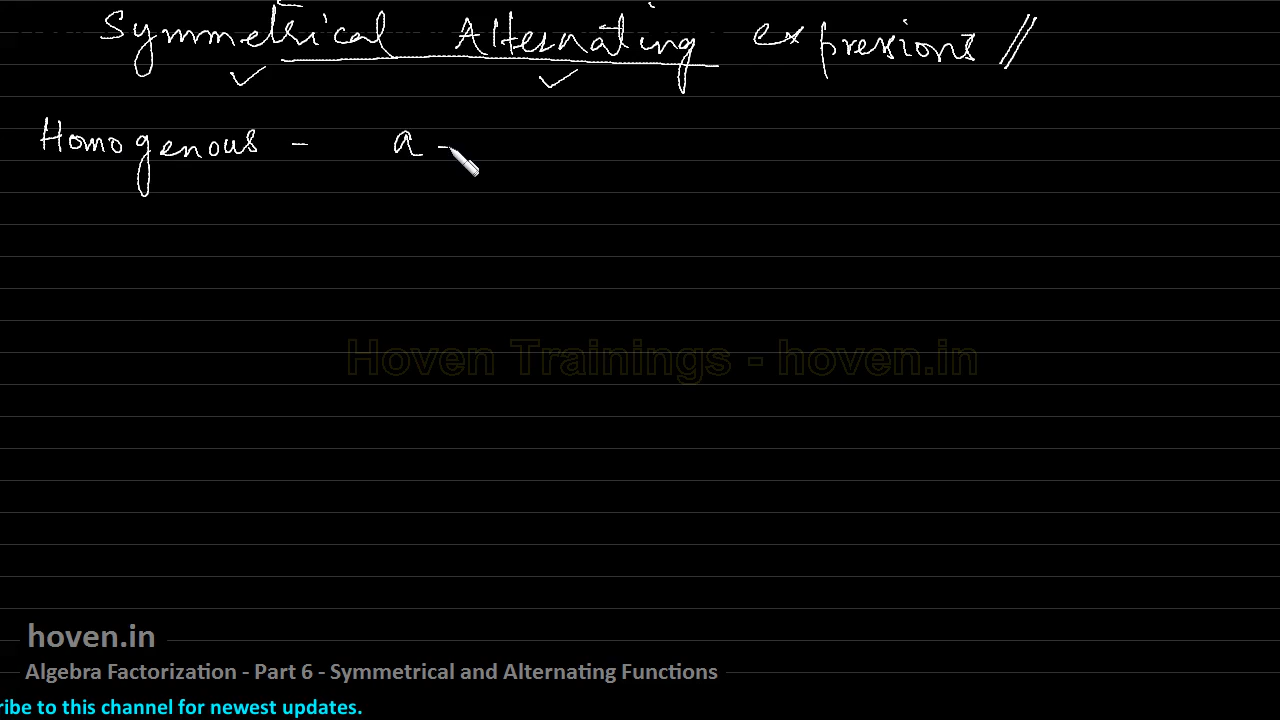 Symmetrical Alternating expressions //
Homogenous - a -
Hoven Trainings - hoven.in
hoven.in
Algebra Factorization - Part 6 - Symmetrical and Alternating Functions
ribe to this channel for newest updates.